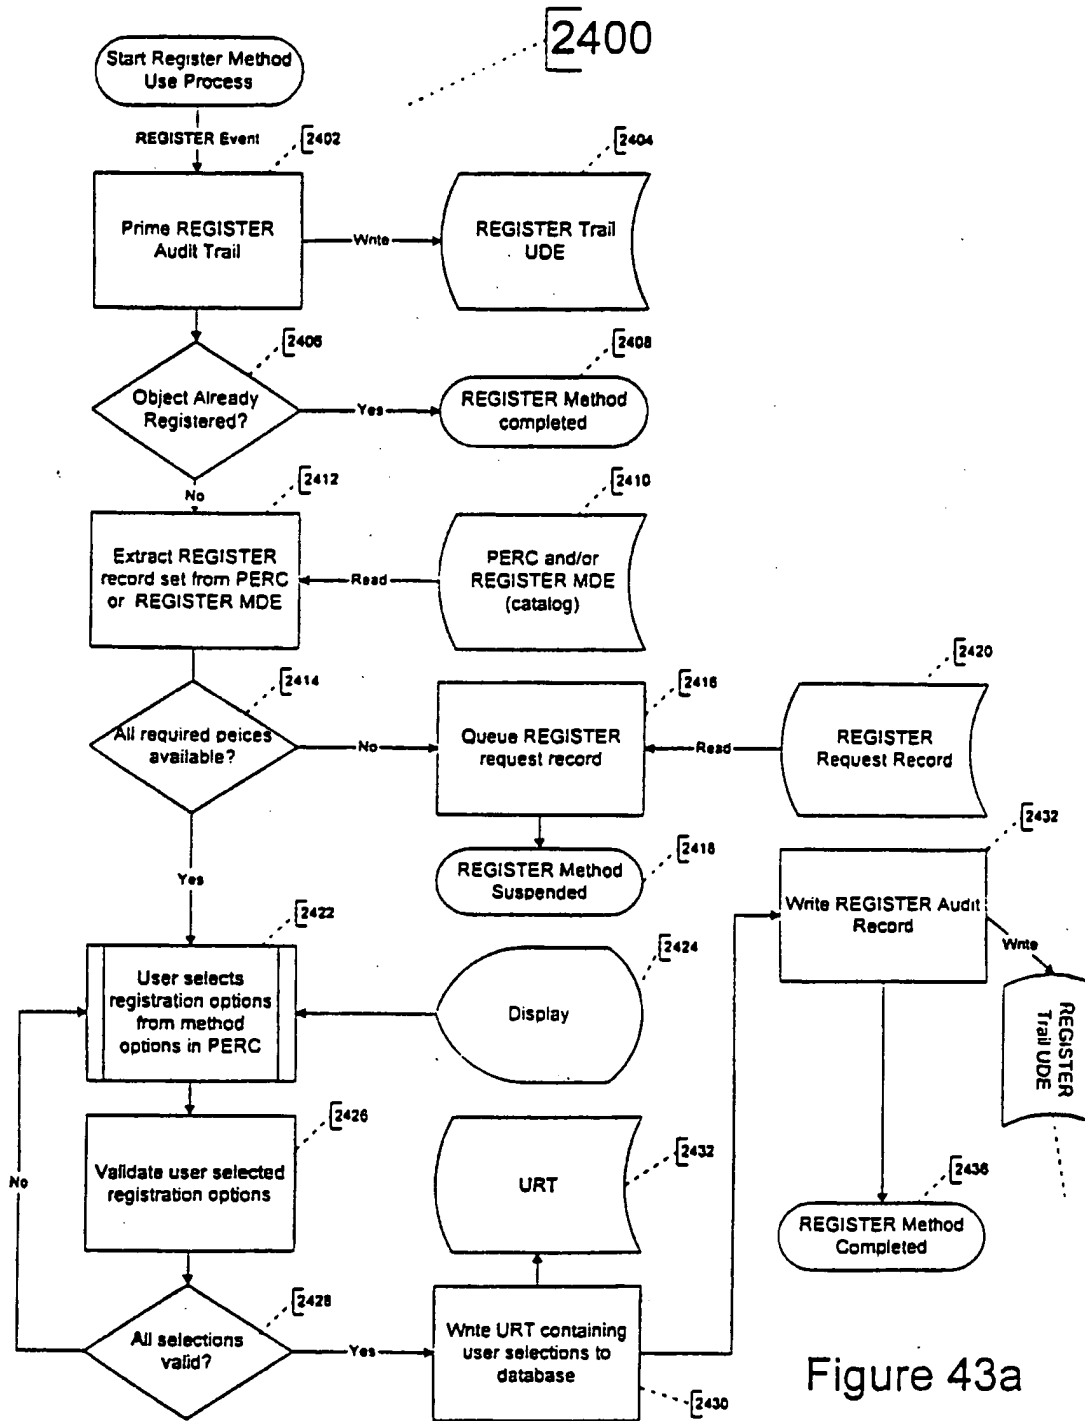 2400
Start Register Method
Use Process
REGISTER Event
2402
2404
Prime REGISTER
Audit Trail
Write
REGISTER Trail
UDE
2406
2408
Object Already
Registered?
Yes
REGISTER Method
completed
No
2412
2410
Extract REGISTER
record set from PERC
or REGISTER MDE
Read
PERC and/or
REGISTER MDE
(catalog)
2414
2416
2420
All required peices
available?
No
Queue REGISTER
request record
Read
REGISTER
Request Record
2418
REGISTER Method
Suspended
2432
Write REGISTER Audit
Record
Write
REGISTER
Trail UDE
Yes
2422
2424
User selects
registration options
from method
options in PERC
Display
2426
2432
Validate user selected
registration options
URT
No
2436
REGISTER Method
Completed
2428
All selections
valid?
Yes
Write URT containing
user selections to
database
2430
Figure 43a